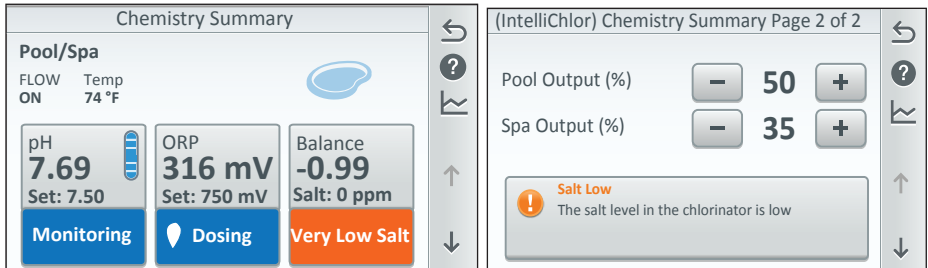 Chemistry Summary
Pool/Spa
FLOW Temp
ON 74 °F
pH
7.69
Set: 7.50
Monitoring
ORP
316 mV
Set: 750 mV
Dosing
Balance
-0.99
Salt: 0 ppm
Very Low Salt
?
(IntelliChlor) Chemistry Summary Page 2 of 2
Pool Output (%) − 50 +
Spa Output (%) − 35 +
! Salt Low
The salt level in the chlorinator is low
?